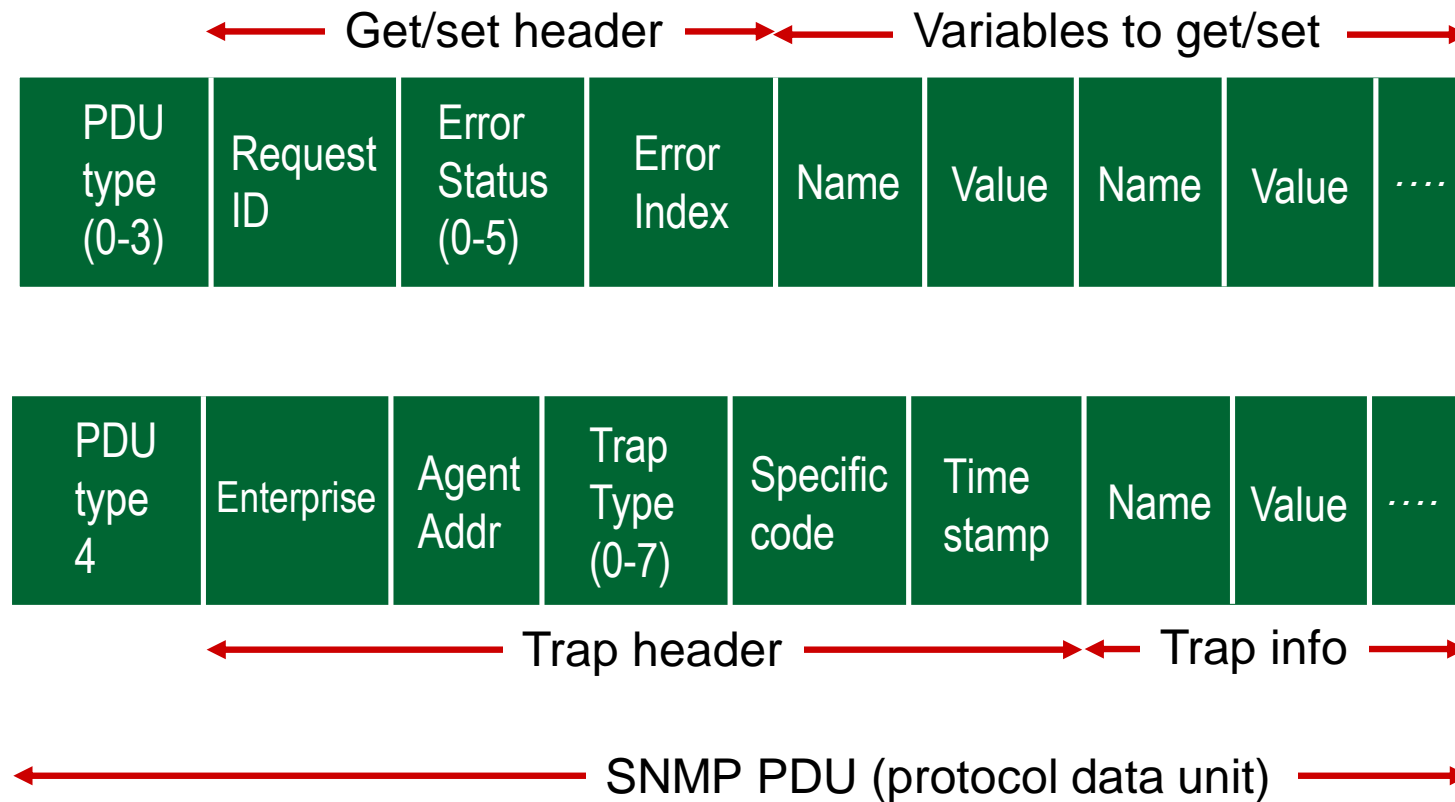 Get/set header
Variables to get/set
PDU
type
(0-3)
Request
ID
Error
Status
(0-5)
Error
Index
Name
Value
Name
Value
....
PDU
type
4
Enterprise
Agent
Addr
Trap
Type
(0-7)
Specific
code
Time
stamp
Name
Value
....
Trap header
Trap info
SNMP PDU (protocol data unit)